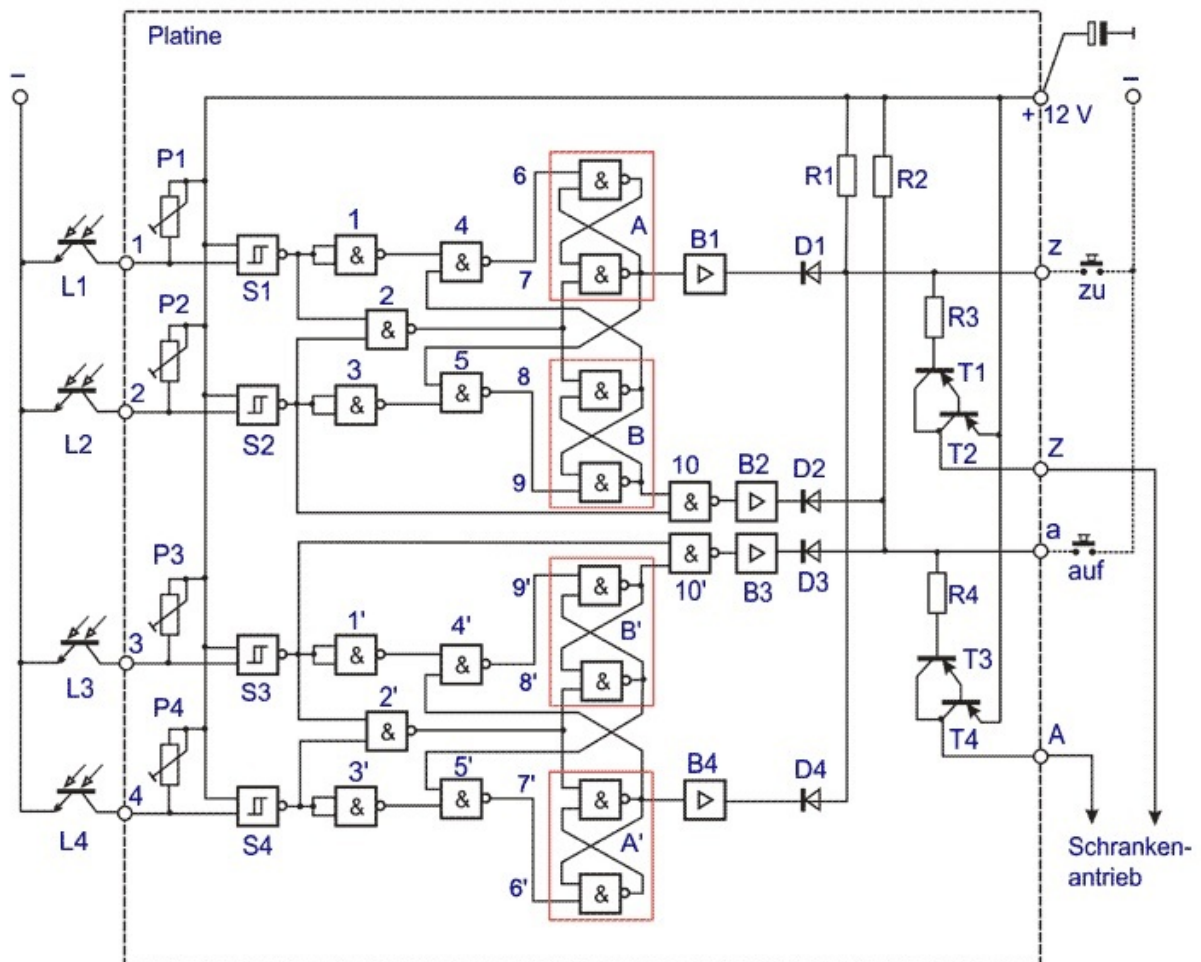 Platine
–
–
+ 12 V
P1
R1
R2
6
&
1
4
A
B1
D1
z
zu
1
&
&
L1
S1
7
&
R3
P2
2
&
T1
3
5
8
&
2
&
&
B
L2
S2
T2
Z
9
&
10
B2
D2
&
a
auf
P3
&
10'
B3
D3
9'
&
R4
1'
4'
B'
3
&
&
T3
L3
S3
8'
&
P4
2'
&
T4
A
3'
5'
7'
&
B4
D4
4
&
&
A'
L4
S4
6'
&
Schranken-
antrieb